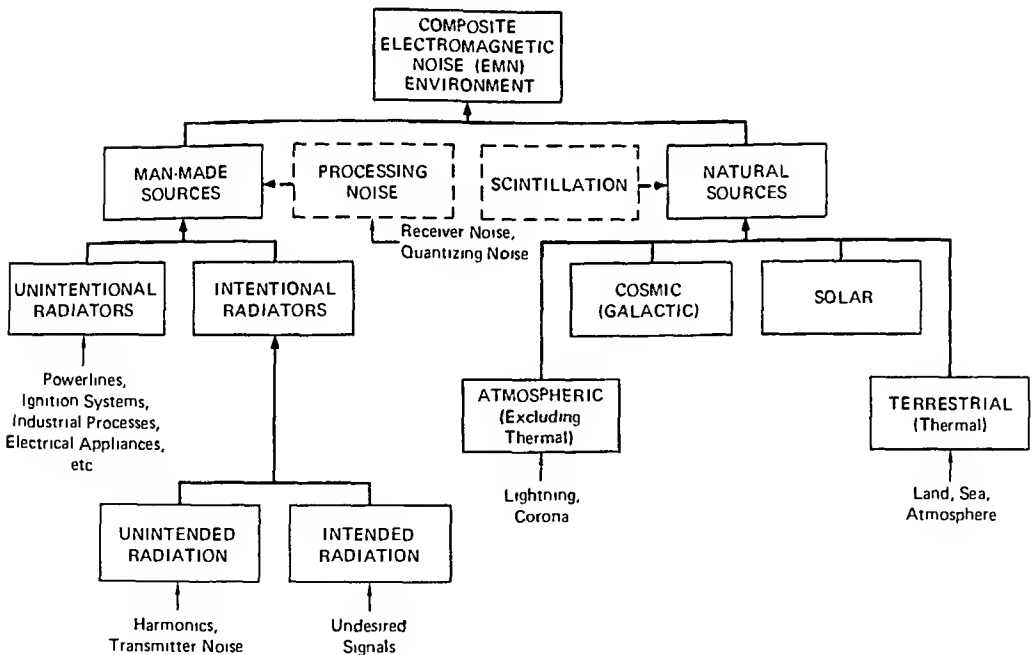 COMPOSITE
ELECTROMAGNETIC
NOISE (EMN)
ENVIRONMENT
MAN-MADE
SOURCES
PROCESSING
NOISE
SCINTILLATION
NATURAL
SOURCES
Receiver Noise,
Quantizing Noise
UNINTENTIONAL
RADIATORS
INTENTIONAL
RADIATORS
COSMIC
(GALACTIC)
SOLAR
Powerlines,
Ignition Systems,
Industrial Processes,
Electrical Appliances,
etc
ATMOSPHERIC
(Excluding
Thermal)
TERRESTRIAL
(Thermal)
Lightning,
Corona
Land, Sea,
Atmosphere
UNINTENDED
RADIATION
INTENDED
RADIATION
Harmonics,
Transmitter Noise
Undesired
Signals